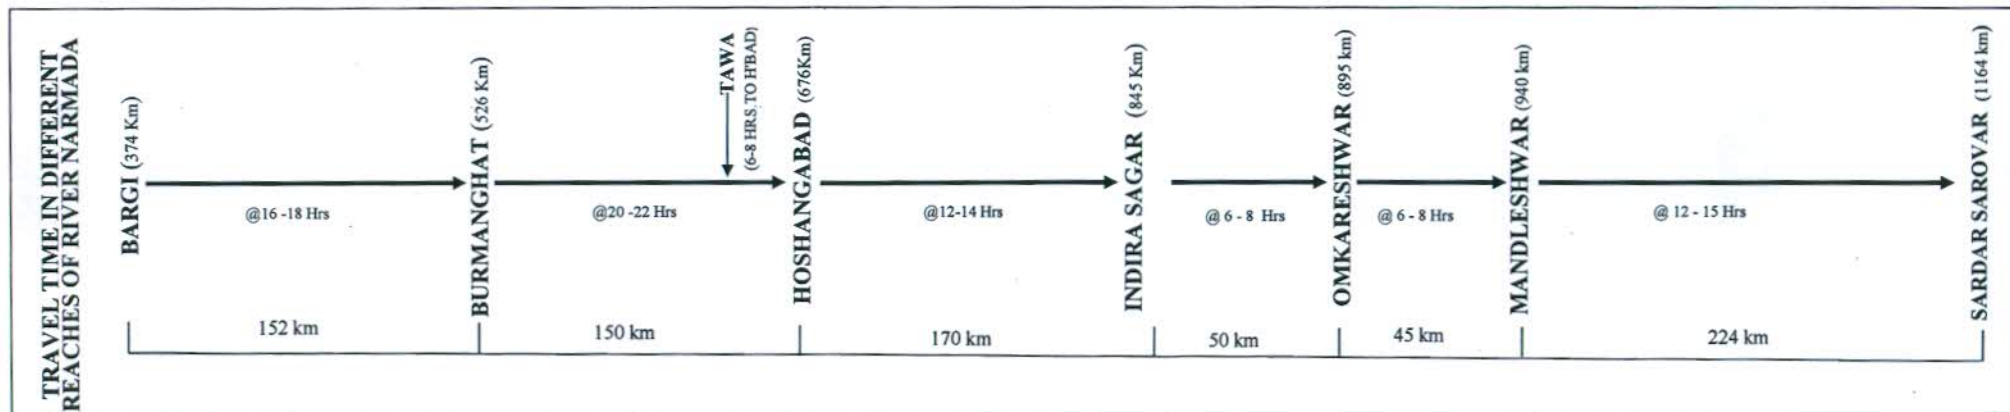 TRAVEL TIME IN DIFFERENT
REACHES OF RIVER NARMADA
BARGI (374 Km)
@16 -18 Hrs
BURMANGHAT (526 Km)
@20 -22 Hrs
TAWA
(6-8 HRS TO H'BAD)
HOSHANGABAD (676Km)
@12-14 Hrs
INDIRA SAGAR (845 Km)
@ 6 - 8 Hrs
OMKARESHWAR (895 km)
@ 6 - 8 Hrs
MANDLESHWAR (940 km)
@ 12 - 15 Hrs
SARDAR SAROVAR (1164 km)
152 km
150 km
170 km
50 km
45 km
224 km